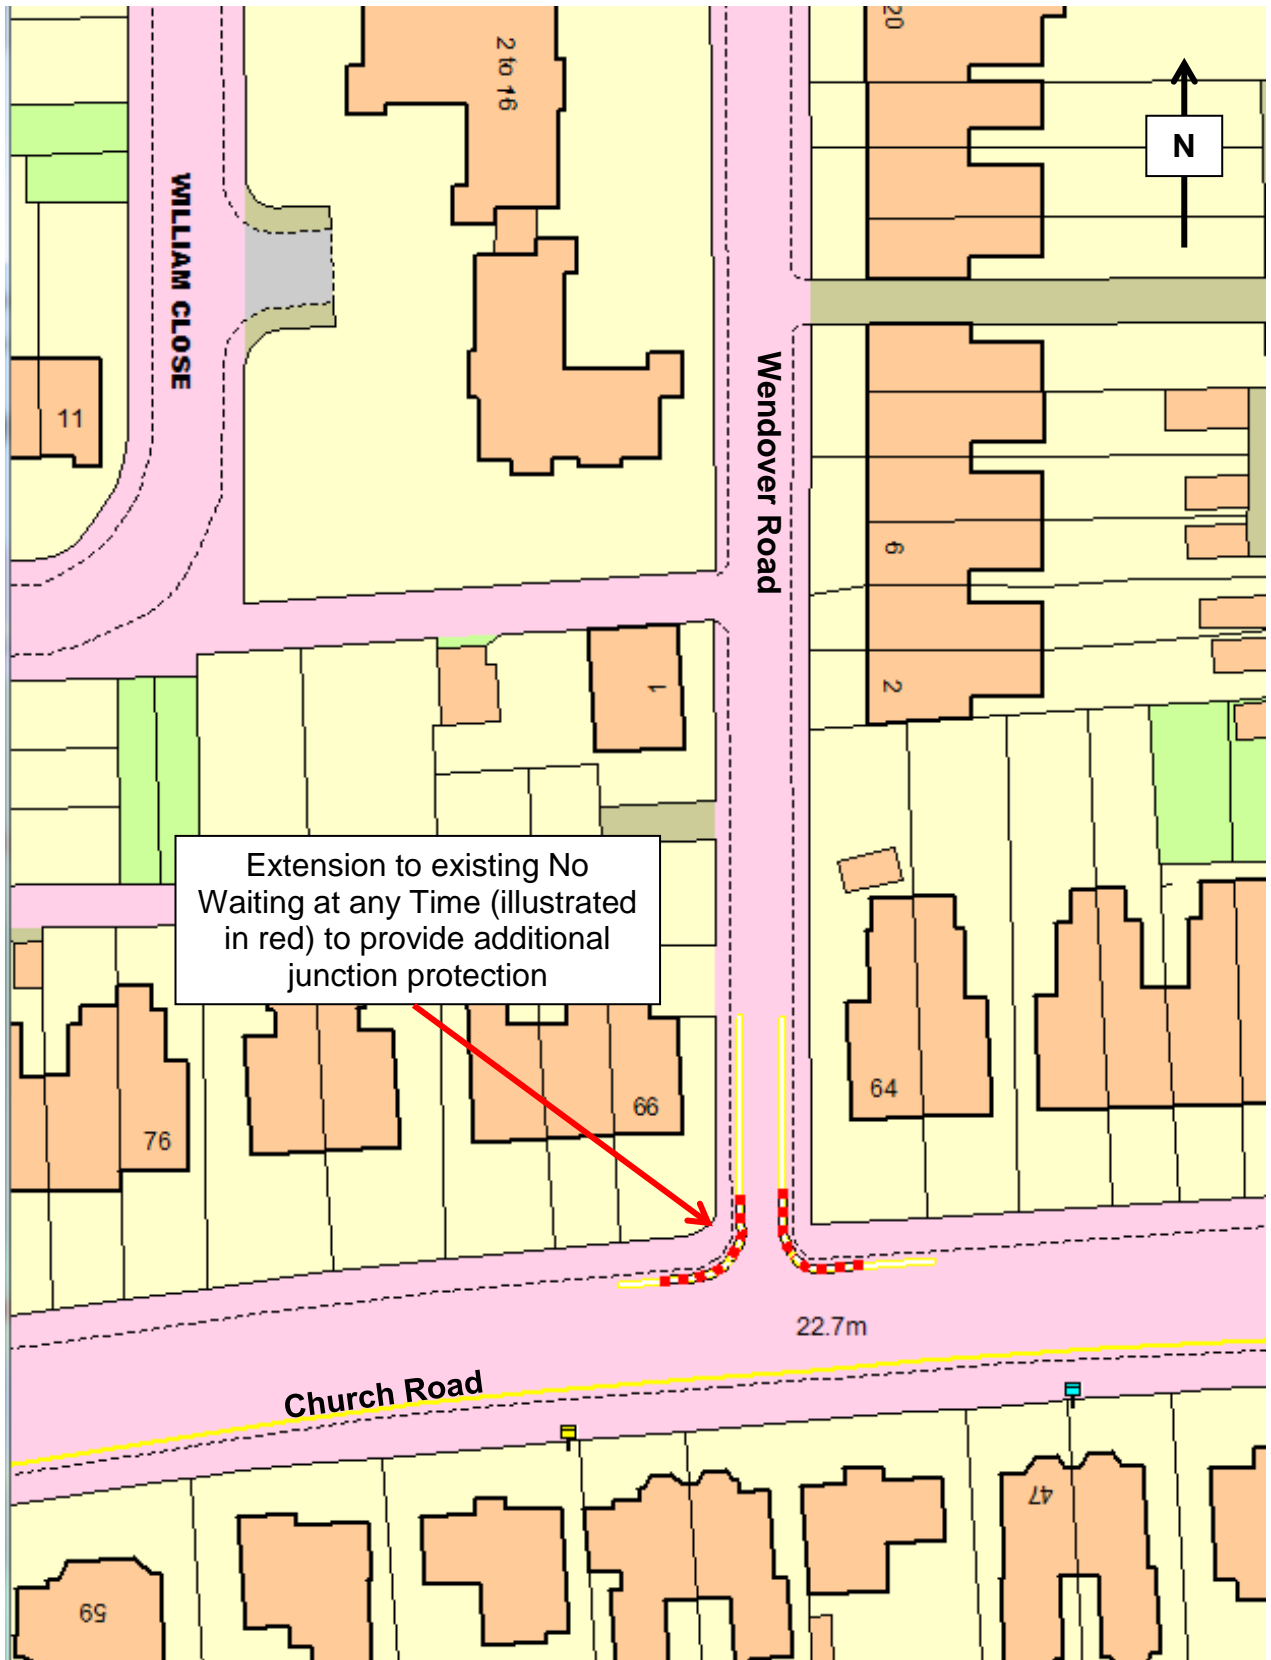 20
2 to 16
N
WILLIAM CLOSE
Wendover Road
11
6
2
1
Extension to existing No
Waiting at any Time (illustrated
in red) to provide additional
junction protection
64
66
76
22.7m
Church Road
47
59